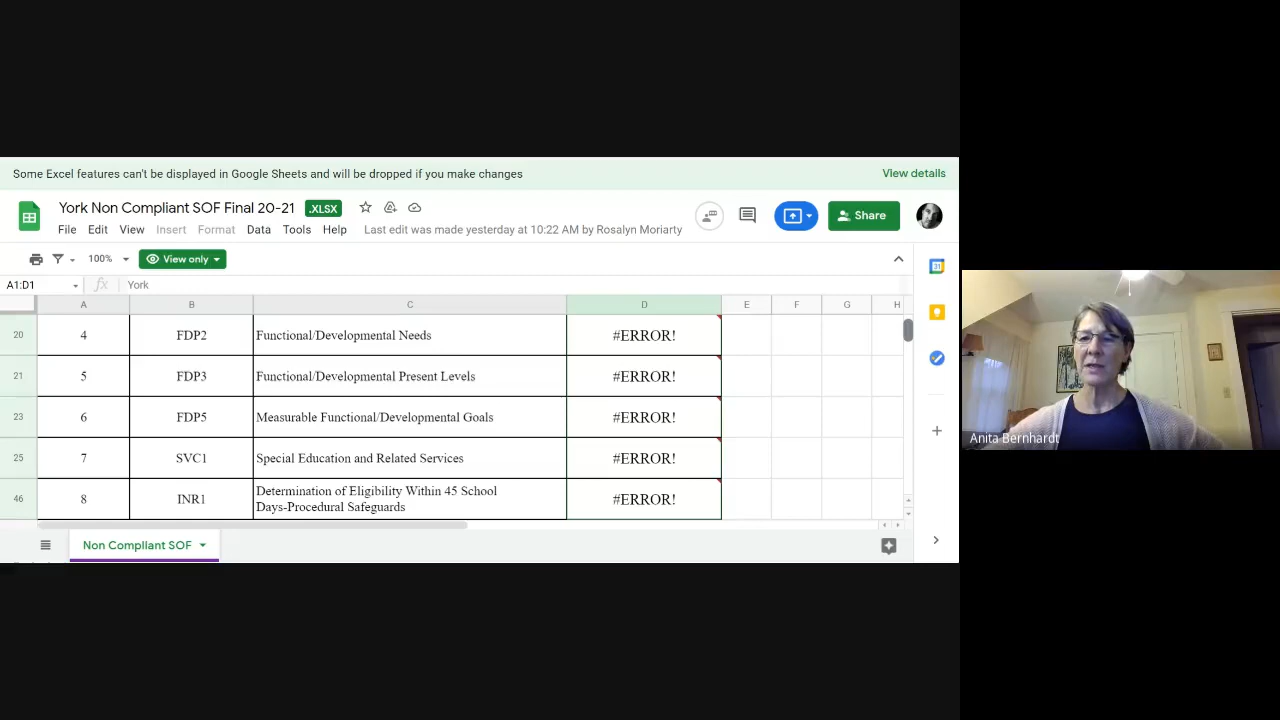 Some Excel features can't be displayed in Google Sheets and will be dropped if you make changes View details
York Non Compliant SOF Final 20-21 .XLSX
Share
File Edit View Insert Format Data Tools Help Last edit was made yesterday at 10:22 AM by Rosalyn Moriarty
100% View only
A1:D1 fx York
A B C D E F G H
20 4 FDP2 Functional/Developmental Needs #ERROR!
21 5 FDP3 Functional/Developmental Present Levels #ERROR!
23 6 FDP5 Measurable Functional/Developmental Goals #ERROR!
25 7 SVC1 Special Education and Related Services #ERROR!
46 8 INR1 Determination of Eligibility Within 45 School #ERROR!
Days-Procedural Safeguards
Non Compliant SOF
31
Anita Bernhardt